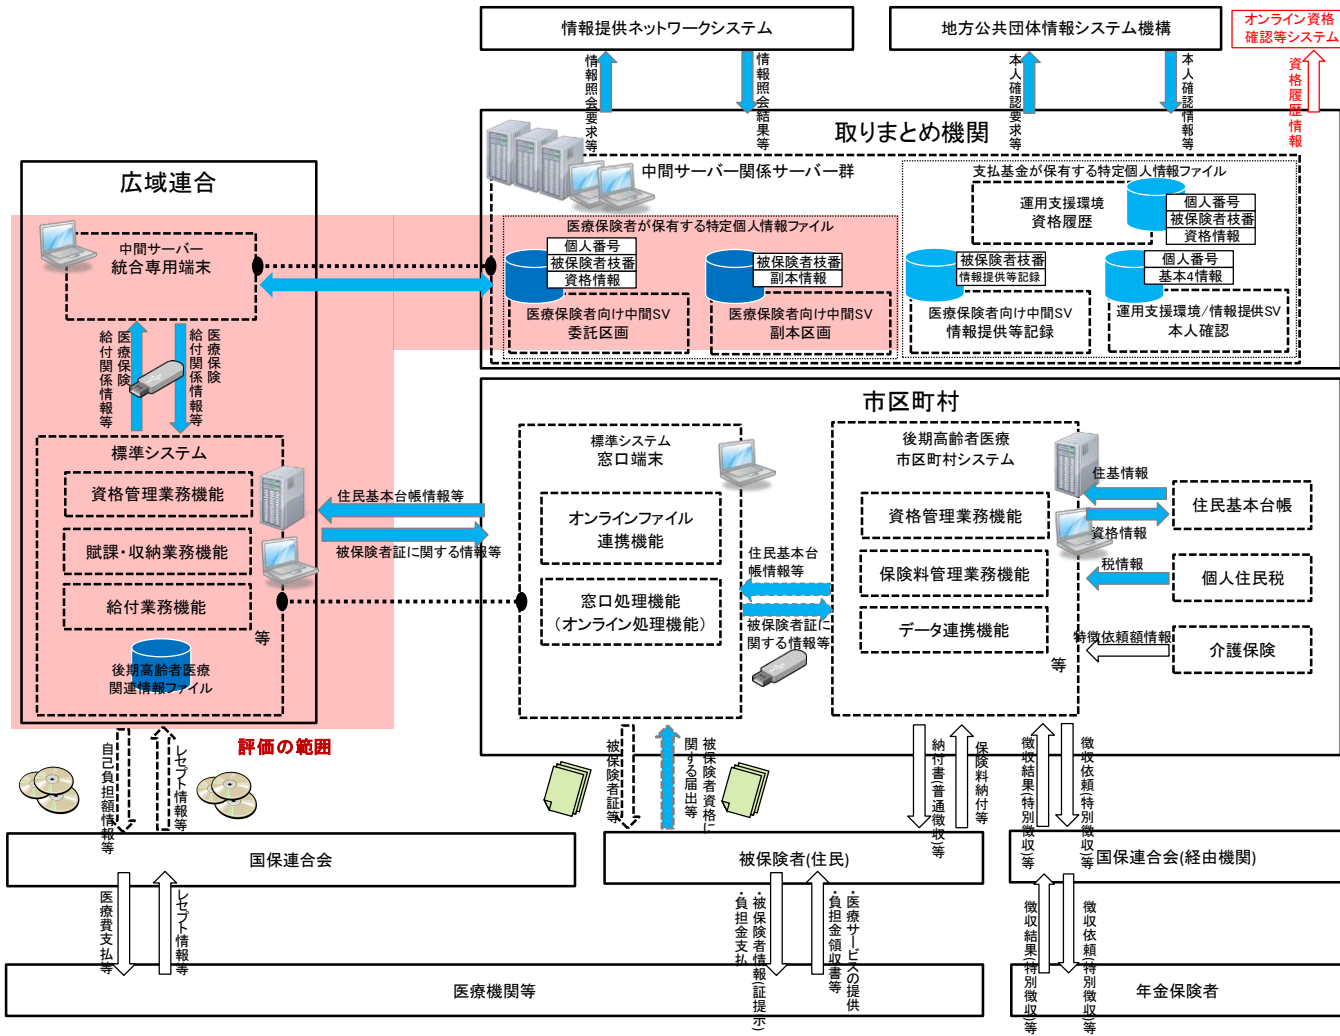 情報提供ネットワークシステム
地方公共団体情報システム機構
オンライン資格
確認等システム
情報照会要求等
情報照会結果等
本人確認要求等
本人確認情報等
資格履歴情報
取りまとめ機関
中間サーバー関係サーバー群
支払基金が保有する特定個人情報ファイル
運用支援環境
資格履歴
個人番号
被保険者枝番
資格情報
医療保険者が保有する特定個人情報ファイル
個人番号
被保険者枝番
資格情報
医療保険者向け中間SV
委託区画
被保険者枝番
副本情報
医療保険者向け中間SV
副本区画
被保険者枝番
情報提供等記録
医療保険者向け中間SV
情報提供等記録
個人番号
基本4情報
運用支援環境/情報提供SV
本人確認
広域連合
中間サーバー
統合専用端末
医療保険
給付関係情報等
医療保険
給付関係情報等
標準システム
資格管理業務機能
賦課・収納業務機能
給付業務機能
等
後期高齢者医療
関連情報ファイル
評価の範囲
住民基本台帳情報等
被保険者証に関する情報等
市区町村
標準システム
窓口端末
オンラインファイル
連携機能
窓口処理機能
(オンライン処理機能)
住民基本台
帳情報等
被保険者証に
関する情報等
後期高齢者医療
市区町村システム
資格管理業務機能
保険料管理業務機能
データ連携機能
等
住基情報
資格情報
税情報
特徴依頼額情報
住民基本台帳
個人住民税
介護保険
自己負担額情報等
レセプト情報等
被保険者証等
被保険者資格に
関する届出等
納付書(普通徴収)等
保険料納付等
徴収結果(特別徴収)等
徴収依頼(特別徴収)等
国保連合会
被保険者(住民)
国保連合会(経由機関)
医療費支払等
レセプト情報等
・被保険者情報(証提示)
・負担金支払
・医療サービスの提供
・負担金領収書等
徴収結果(特別徴収)等
徴収依頼(特別徴収)等
医療機関等
年金保険者